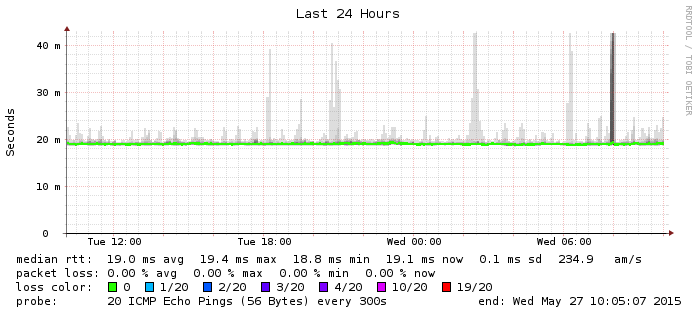 Last 24 Hours
RRDTOOL / TOBI OETIKER
Seconds
40 m
30 m
20 m
10 m
0
Tue 12:00 Tue 18:00 Wed 00:00 Wed 06:00
median rtt: 19.0 ms avg 19.4 ms max 18.8 ms min 19.1 ms now 0.1 ms sd 234.9 am/s
packet loss: 0.00 % avg 0.00 % max 0.00 % min 0.00 % now
loss color: 0 1/20 2/20 3/20 4/20 10/20 19/20
probe: 20 ICMP Echo Pings (56 Bytes) every 300s end: Wed May 27 10:05:07 2015